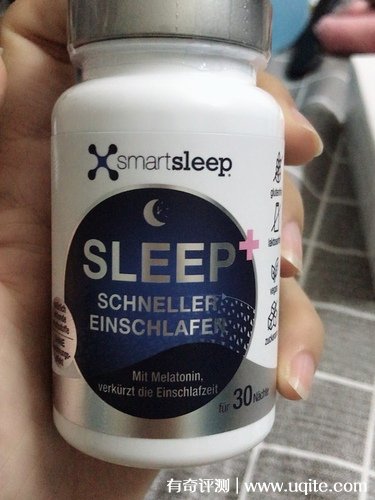 smartsleep
SLEEP+
SCHNELLER
EINSCHLAFEN
Mit Melatonin,
verkürzt die Einschlafzeit
für 30 Nächte
vegan
有奇评测 | www.uqite.com